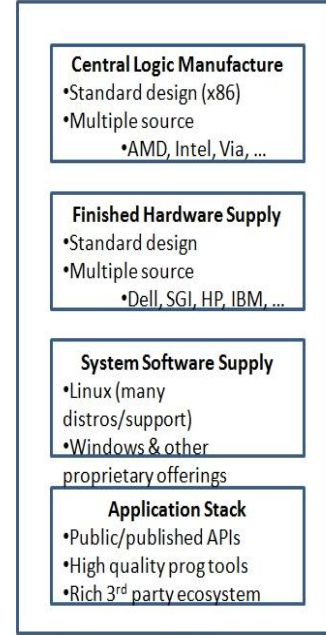 Central Logic Manufacture
•Standard design (x86)
•Multiple source
•AMD, Intel, Via, ...
Finished Hardware Supply
•Standard design
•Multiple source
•Dell, SGI, HP, IBM, ...
System Software Supply
•Linux (many
distros/support)
•Windows & other
proprietary offerings
Application Stack
•Public/published APIs
•High quality prog tools
•Rich 3rd party ecosystem